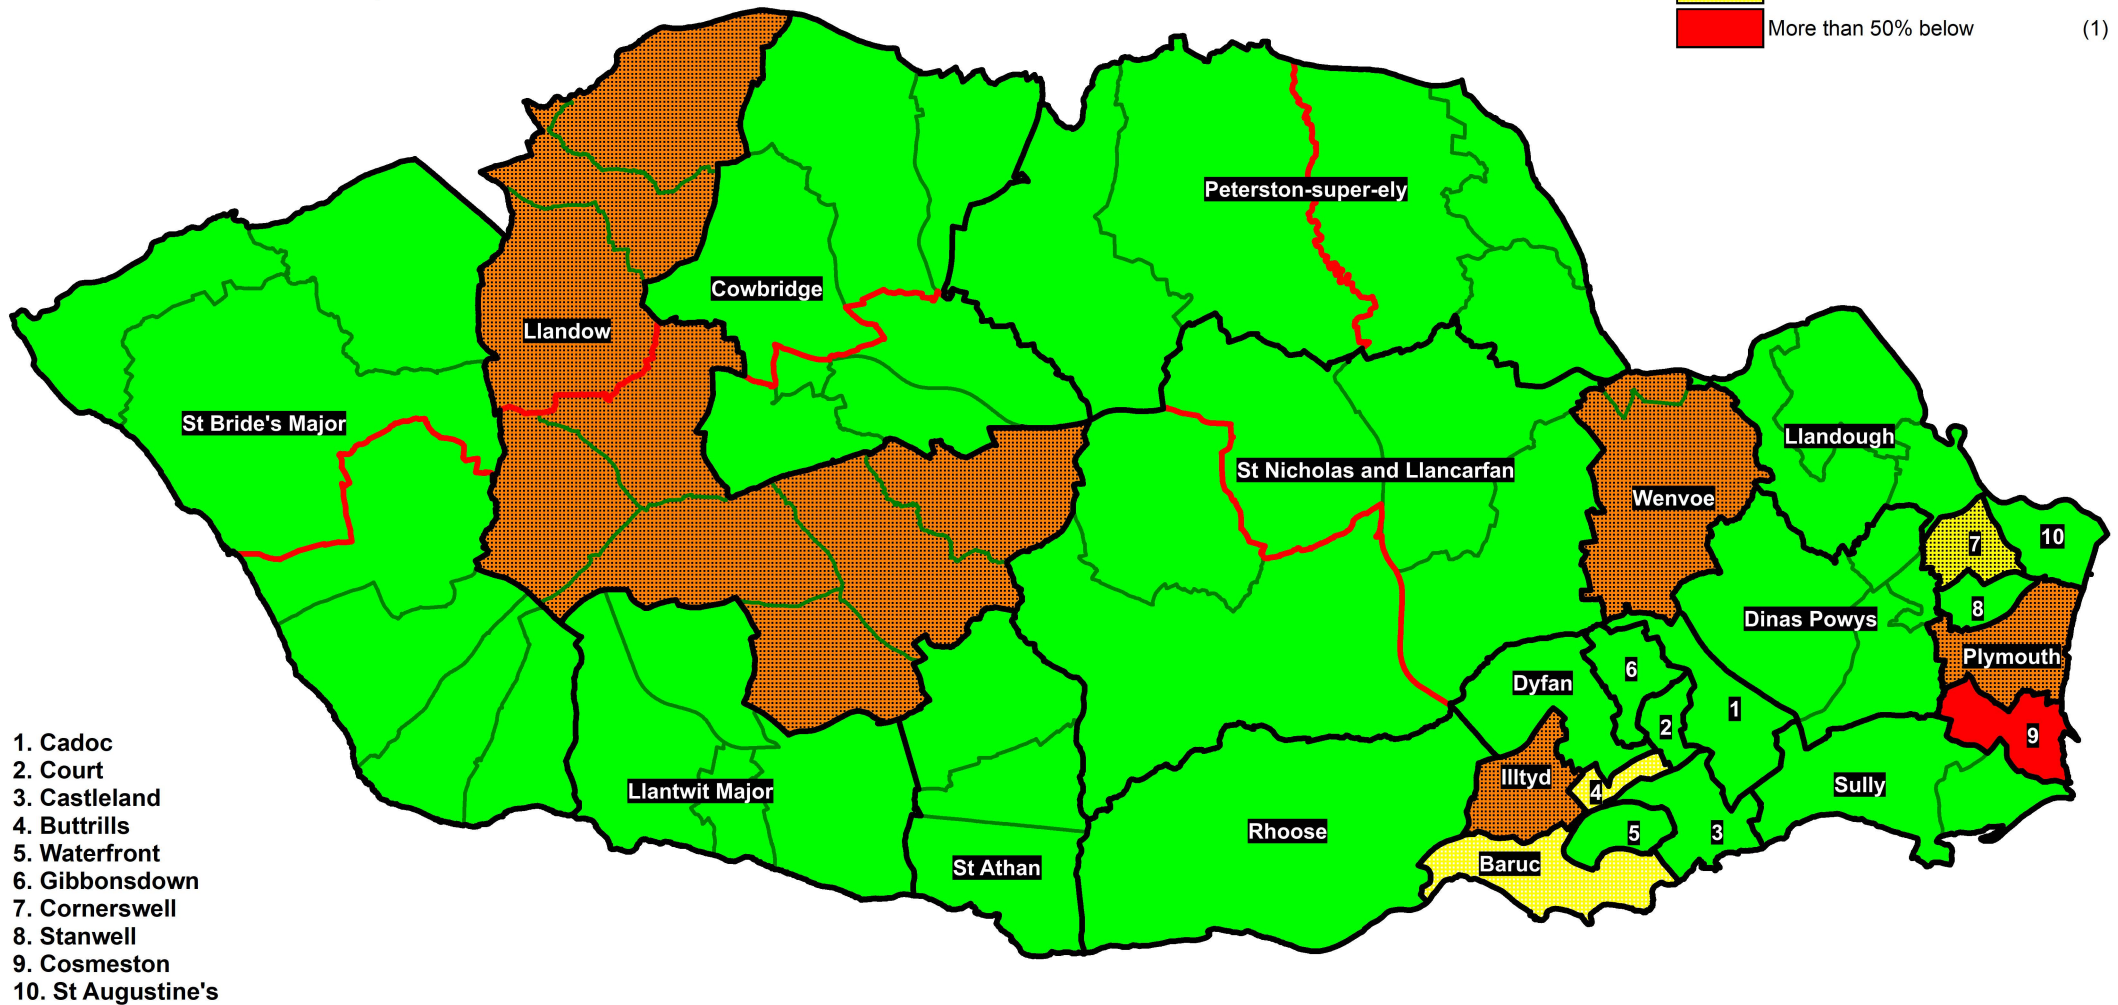 More than 50% below (1)
Peterston-super-ely
Cowbridge
Llandow
St Bride's Major
Llandough
St Nicholas and Llancarfan
Wenvoe
7
10
8
Dinas Powys
Plymouth
6
Dyfan
1
2
9
Illtyd
Sully
4
Llantwit Major
Rhoose
5
3
Baruc
St Athan
1. Cadoc
2. Court
3. Castleland
4. Buttrills
5. Waterfront
6. Gibbonsdown
7. Cornerswell
8. Stanwell
9. Cosmeston
10. St Augustine's